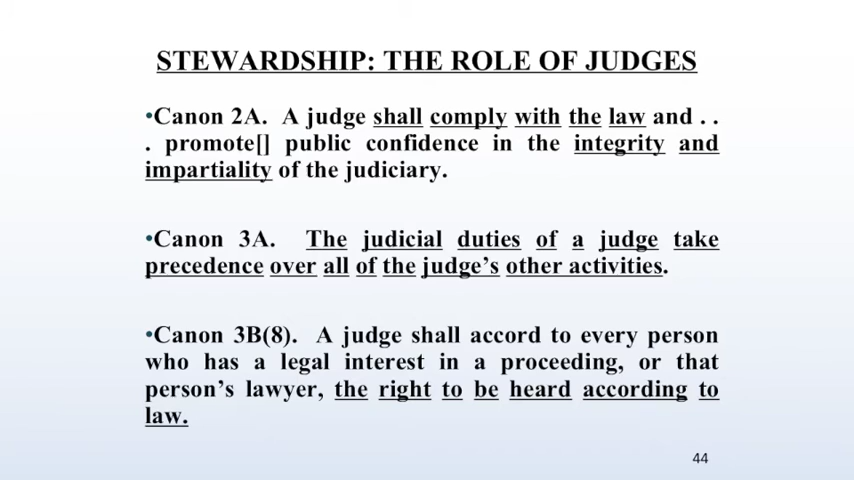 STEWARDSHIP: THE ROLE OF JUDGES
•Canon 2A. A judge shall comply with the law and . .
. promote[] public confidence in the integrity and
impartiality of the judiciary.
•Canon 3A. The judicial duties of a judge take
precedence over all of the judge's other activities.
•Canon 3B(8). A judge shall accord to every person
who has a legal interest in a proceeding, or that
person's lawyer, the right to be heard according to
law.
44